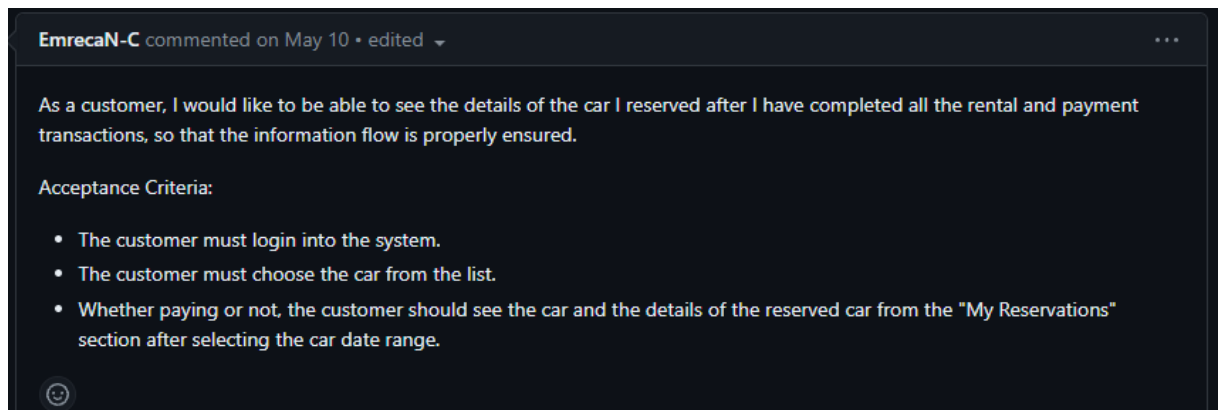 EmrecaN-C commented on May 10 • edited
As a customer, I would like to be able to see the details of the car I reserved after I have completed all the rental and payment
transactions, so that the information flow is properly ensured.
Acceptance Criteria:
• The customer must login into the system.
• The customer must choose the car from the list.
• Whether paying or not, the customer should see the car and the details of the reserved car from the "My Reservations"
section after selecting the car date range.